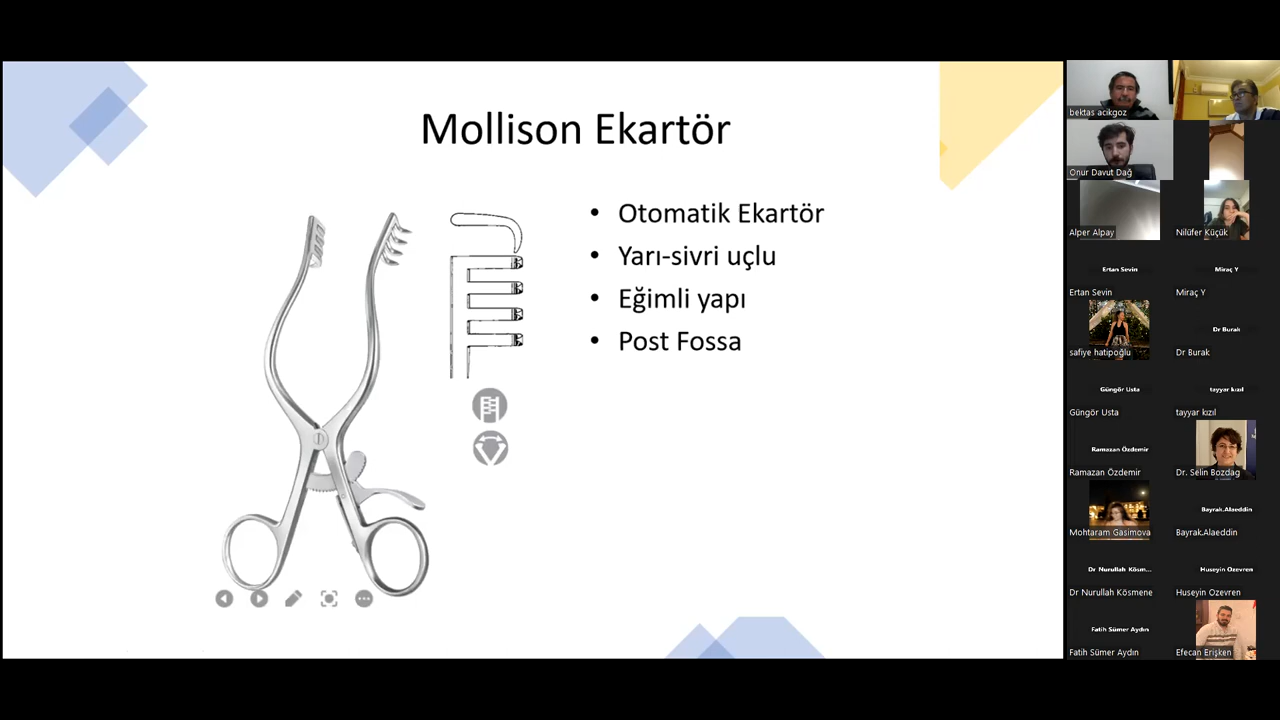 Mollison Ekartör
• Otomatik Ekartör
• Yarı-sivri uçlu
• Eğimli yapı
• Post Fossa
bektas acikgoz
Onur Davut Dağ
Alper Alpay
Nilüfer Küçük
Ertan Sevin
Miraç Y
Ertan Sevin
Miraç Y
Dr Burak
safiye hatipoğlu
Dr Burak
Güngör Usta
tayyar kızıl
Güngör Usta
tayyar kızıl
Ramazan Özdemir
Ramazan Özdemir
Dr. Selin Bozdag
Bayrak.Alaeddin
Mohtaram Gasimova
Bayrak.Alaeddin
Dr Nurullah Kösm...
Huseyin Ozevren
Dr Nurullah Kösmene
Huseyin Ozevren
Fatih Sümer Aydın
Fatih Sümer Aydın
Efecan Erişken